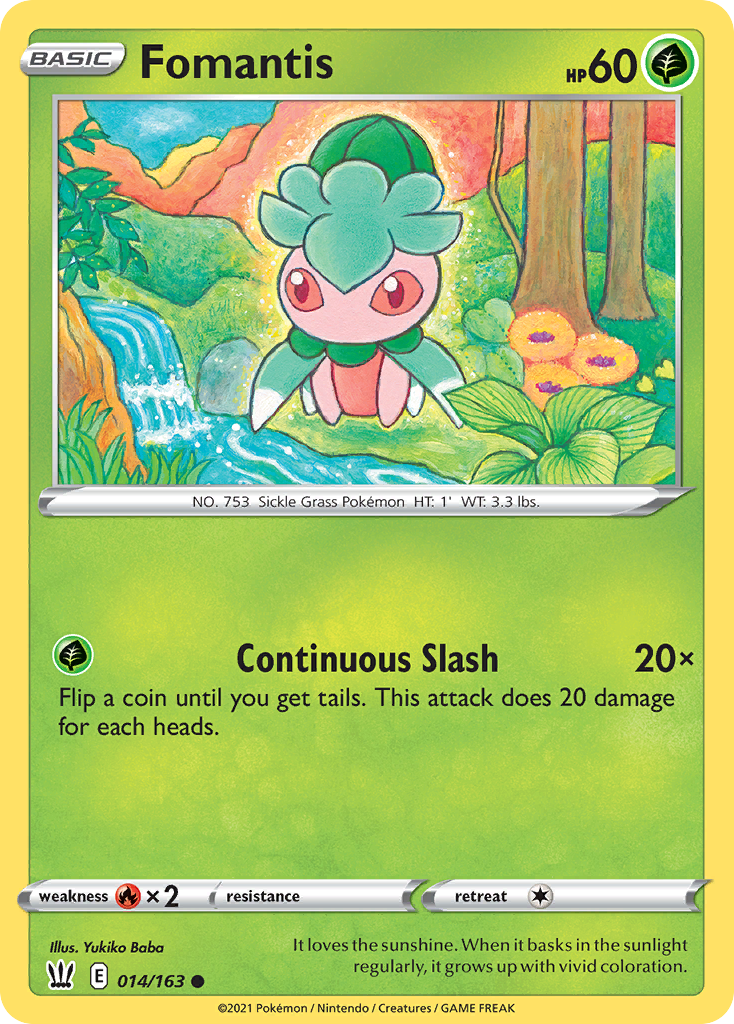 BASIC Fomantis HP60
NO. 753 Sickle Grass Pokémon HT: 1' WT: 3.3 lbs.
Continuous Slash 20×
Flip a coin until you get tails. This attack does 20 damage
for each heads.
weakness ×2 resistance retreat
Illus. Yukiko Baba
E 014/163
It loves the sunshine. When it basks in the sunlight
regularly, it grows up with vivid coloration.
©2021 Pokémon / Nintendo / Creatures / GAME FREAK